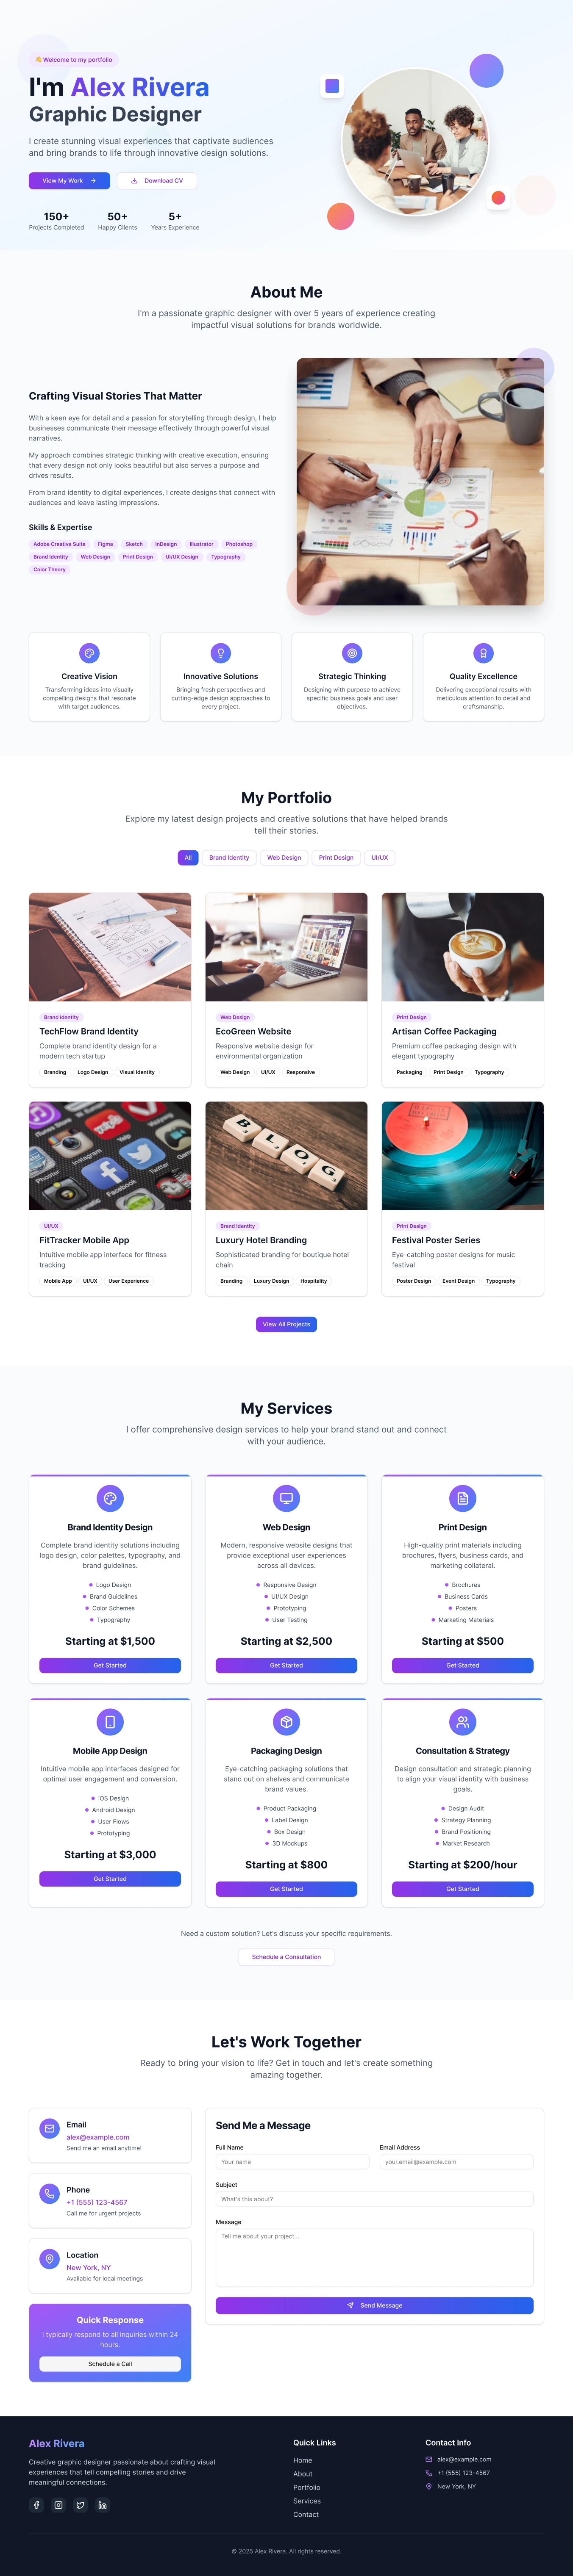 👋 Welcome to my portfolio
I'm Alex Rivera
Graphic Designer
I create stunning visual experiences that captivate audiences
and bring brands to life through innovative design solutions.
View My Work
Download CV
150+
Projects Completed
50+
Happy Clients
5+
Years Experience
About Me
I'm a passionate graphic designer with over 5 years of experience creating
impactful visual solutions for brands worldwide.
Crafting Visual Stories That Matter
With a keen eye for detail and a passion for storytelling through design, I help
businesses communicate their message effectively through powerful visual
narratives.
My approach combines strategic thinking with creative execution, ensuring
that every design not only looks beautiful but also serves a purpose and
drives results.
From brand identity to digital experiences, I create designs that connect with
audiences and leave lasting impressions.
Skills & Expertise
Adobe Creative Suite Figma Sketch InDesign Illustrator Photoshop
Brand Identity Web Design Print Design UI/UX Design Typography
Color Theory
Creative Vision
Transforming ideas into visually
compelling designs that resonate
with target audiences.
Innovative Solutions
Bringing fresh perspectives and
cutting-edge design approaches to
every project.
Strategic Thinking
Designing with purpose to achieve
specific business goals and user
objectives.
Quality Excellence
Delivering exceptional results with
meticulous attention to detail and
craftsmanship.
My Portfolio
Explore my latest design projects and creative solutions that have helped brands
tell their stories.
All Brand Identity Web Design Print Design UI/UX
Brand Identity
TechFlow Brand Identity
Complete brand identity design for a
modern tech startup
Branding Logo Design Visual Identity
Web Design
EcoGreen Website
Responsive website design for
environmental organization
Web Design UI/UX Responsive
Print Design
Artisan Coffee Packaging
Premium coffee packaging design with
elegant typography
Packaging Print Design Typography
iTunes Store
Yelp
Phoster
Instagram
Facebook
Twitter
BLOG
UI/UX
FitTracker Mobile App
Intuitive mobile app interface for fitness
tracking
Mobile App UI/UX User Experience
Brand Identity
Luxury Hotel Branding
Sophisticated branding for boutique hotel
chain
Branding Luxury Design Hospitality
Print Design
Festival Poster Series
Eye-catching poster designs for music
festival
Poster Design Event Design Typography
View All Projects
My Services
I offer comprehensive design services to help your brand stand out and connect
with your audience.
Brand Identity Design
Complete brand identity solutions including
logo design, color palettes, typography, and
brand guidelines.
Logo Design
Brand Guidelines
Color Schemes
Typography
Starting at $1,500
Get Started
Web Design
Modern, responsive website designs that
provide exceptional user experiences
across all devices.
Responsive Design
UI/UX Design
Prototyping
User Testing
Starting at $2,500
Get Started
Print Design
High-quality print materials including
brochures, flyers, business cards, and
marketing collateral.
Brochures
Business Cards
Posters
Marketing Materials
Starting at $500
Get Started
Mobile App Design
Intuitive mobile app interfaces designed for
optimal user engagement and conversion.
iOS Design
Android Design
User Flows
Prototyping
Starting at $3,000
Get Started
Packaging Design
Eye-catching packaging solutions that
stand out on shelves and communicate
brand values.
Product Packaging
Label Design
Box Design
3D Mockups
Starting at $800
Get Started
Consultation & Strategy
Design consultation and strategic planning
to align your visual identity with business
goals.
Design Audit
Strategy Planning
Brand Positioning
Market Research
Starting at $200/hour
Get Started
Need a custom solution? Let's discuss your specific requirements.
Schedule a Consultation
Let's Work Together
Ready to bring your vision to life? Get in touch and let's create something
amazing together.
Email
alex@example.com
Send me an email anytime!
Phone
+1 (555) 123-4567
Call me for urgent projects
Location
New York, NY
Available for local meetings
Quick Response
I typically respond to all inquiries within 24
hours.
Schedule a Call
Send Me a Message
Full Name
Your name
Email Address
your.email@example.com
Subject
What's this about?
Message
Tell me about your project...
Send Message
Alex Rivera
Creative graphic designer passionate about crafting visual
experiences that tell compelling stories and drive
meaningful connections.
Quick Links
Home
About
Portfolio
Services
Contact
Contact Info
alex@example.com
+1 (555) 123-4567
New York, NY
© 2025 Alex Rivera. All rights reserved.